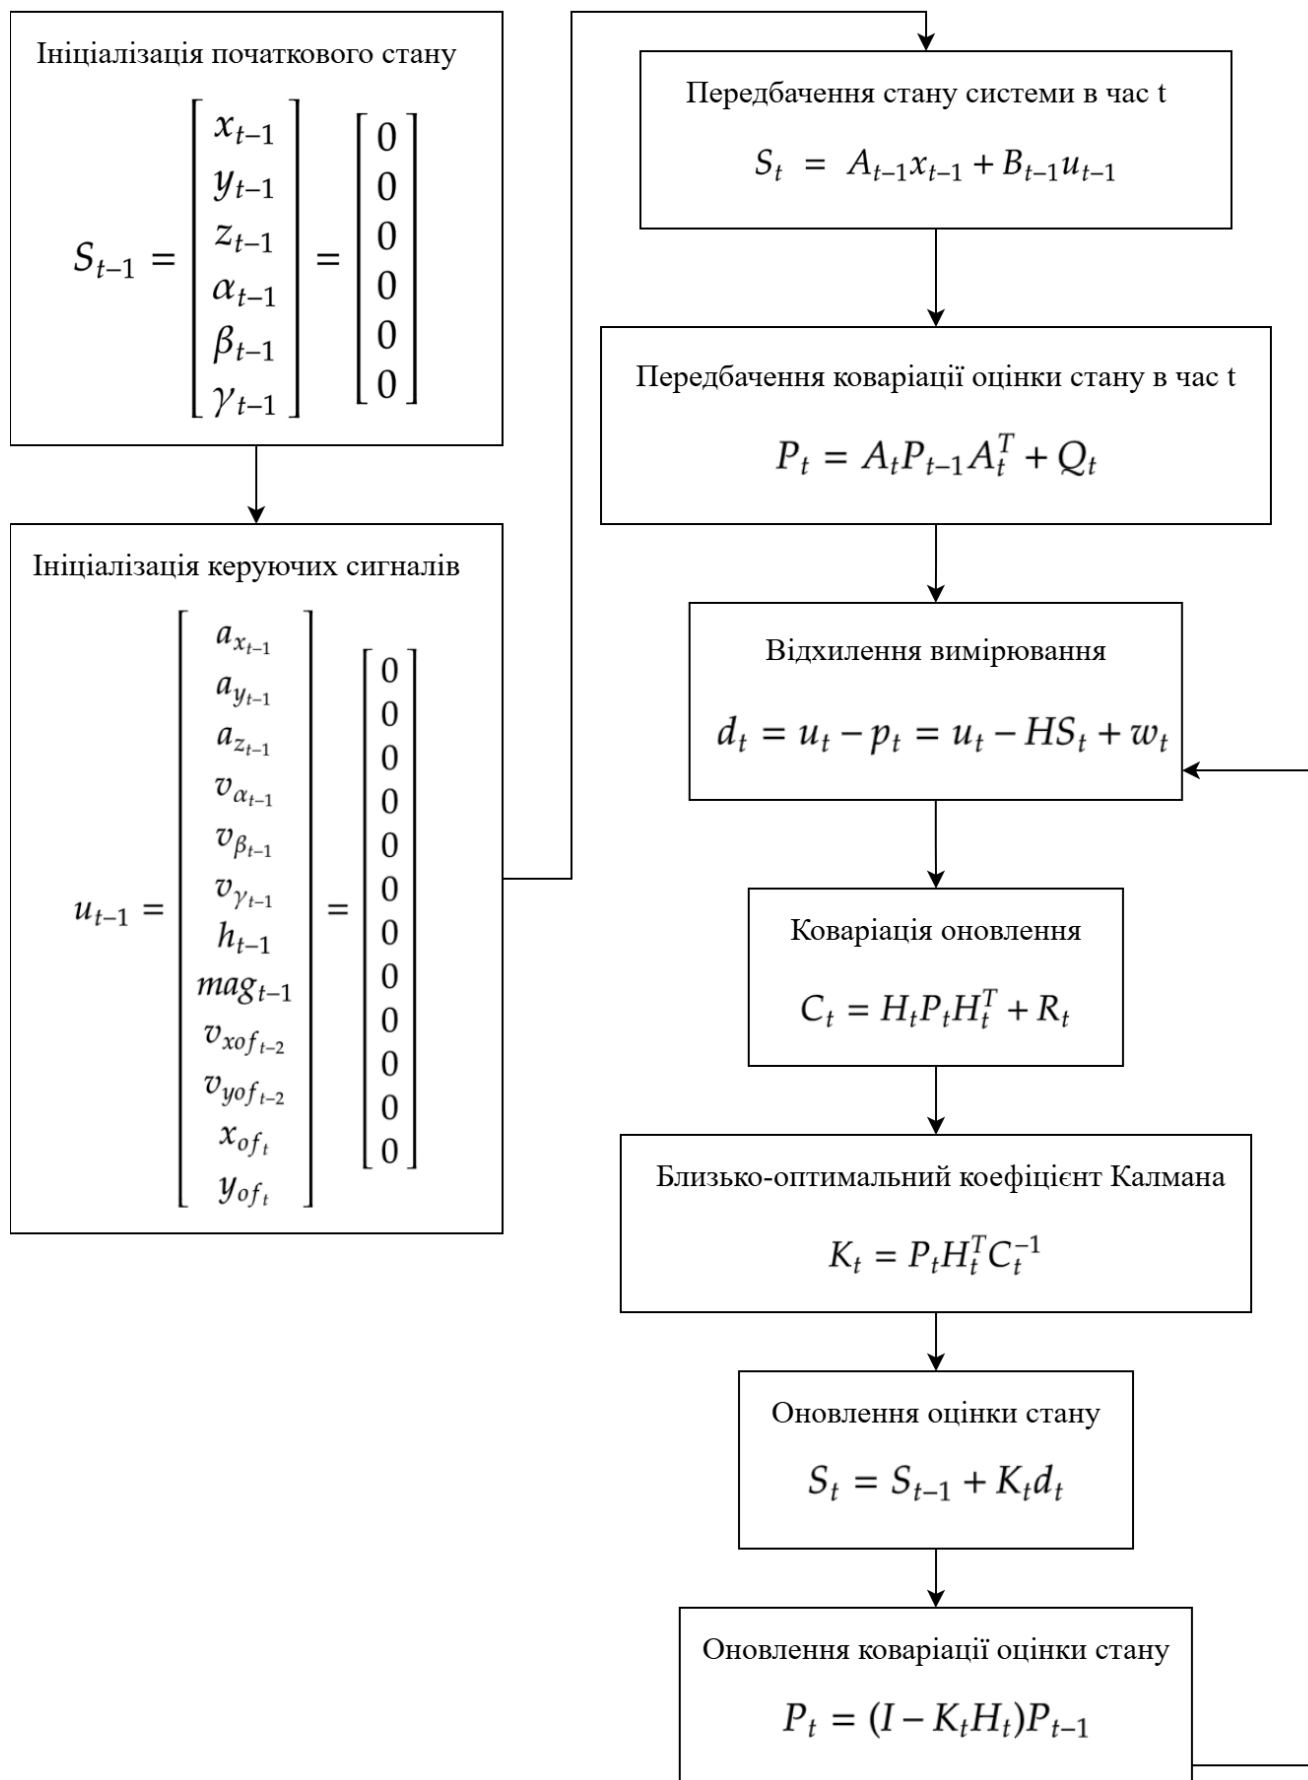 Ініціалізація початкового стану
S_{t−1} = [x_{t−1} y_{t−1} z_{t−1} α_{t−1} β_{t−1} γ_{t−1}] = [0 0 0 0 0 0]
Ініціалізація керуючих сигналів
u_{t−1} = [a_{x_{t−1}} a_{y_{t−1}} a_{z_{t−1}} v_{α_{t−1}} v_{β_{t−1}} v_{γ_{t−1}} h_{t−1} mag_{t−1} v_{xof_{t−2}} v_{yof_{t−2}} x_{of_t} y_{of_t}] = [0 0 0 0 0 0 0 0 0 0 0 0]
Передбачення стану системи в час t
S_t = A_{t−1}x_{t−1} + B_{t−1}u_{t−1}
Передбачення коваріації оцінки стану в час t
P_t = A_t P_{t−1} A_t^T + Q_t
Відхилення вимірювання
d_t = u_t − p_t = u_t − HS_t + w_t
Коваріація оновлення
C_t = H_t P_t H_t^T + R_t
Близько-оптимальний коефіцієнт Калмана
K_t = P_t H_t^T C_t^{−1}
Оновлення оцінки стану
S_t = S_{t−1} + K_t d_t
Оновлення коваріації оцінки стану
P_t = (I − K_t H_t)P_{t−1}